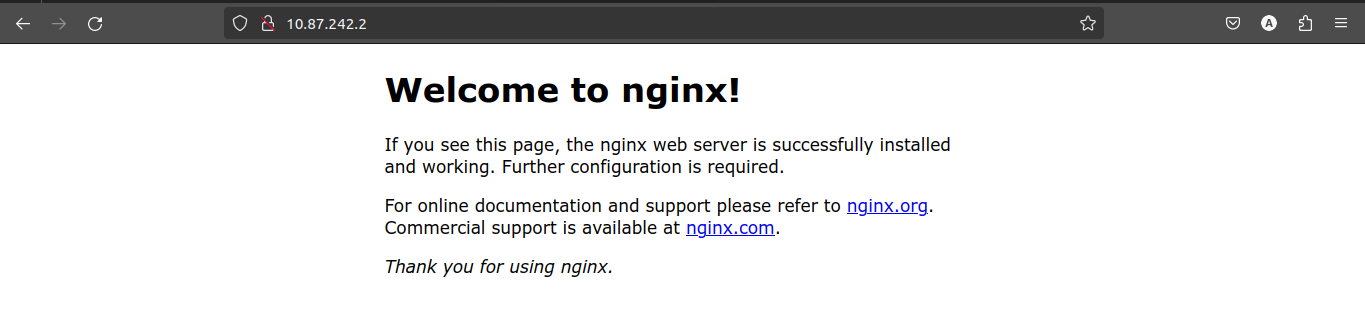 10.87.242.2
A
Welcome to nginx!
If you see this page, the nginx web server is successfully installed
and working. Further configuration is required.
For online documentation and support please refer to nginx.org.
Commercial support is available at nginx.com.
Thank you for using nginx.